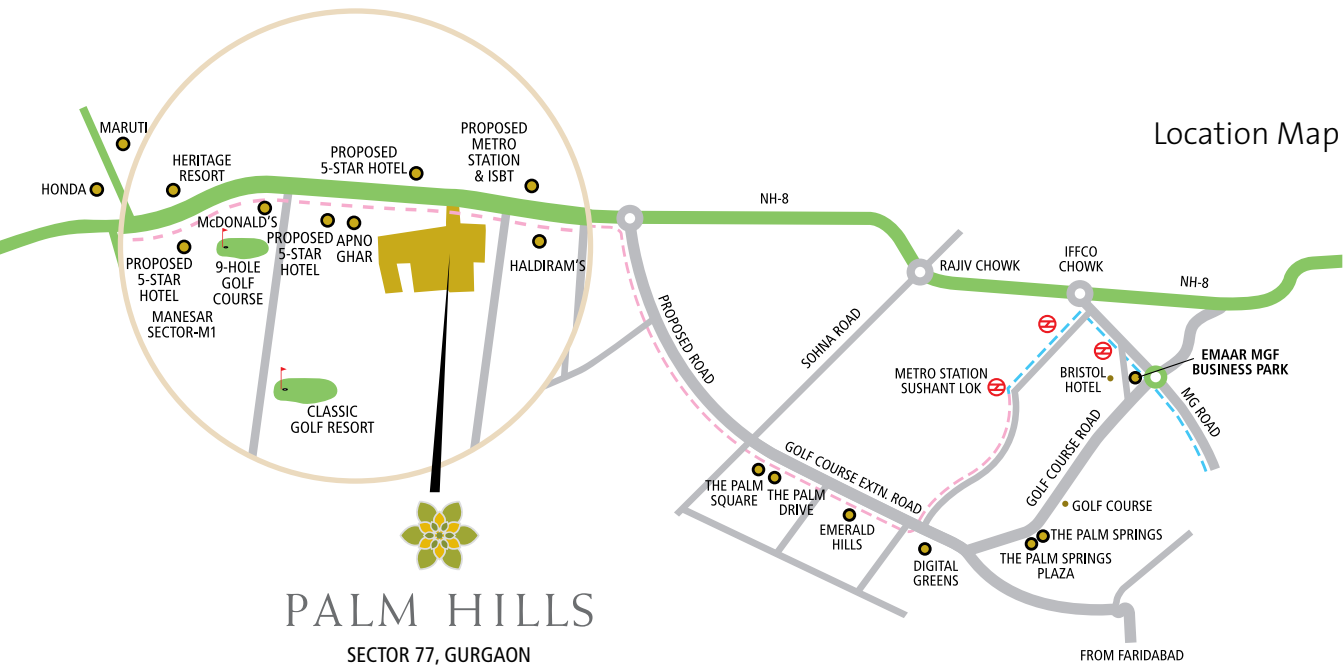 Location Map
MARUTI
HONDA
HERITAGE
RESORT
PROPOSED
5-STAR HOTEL
PROPOSED
METRO
STATION
& ISBT
McDONALD'S
PROPOSED
5-STAR
HOTEL
MANESAR
SECTOR-M1
9-HOLE
GOLF
COURSE
PROPOSED
5-STAR
HOTEL
APNO
GHAR
HALDIRAM'S
CLASSIC
GOLF RESORT
NH-8
RAJIV CHOWK
IFFCO
CHOWK
NH-8
PROPOSED ROAD
SOHNA ROAD
METRO STATION
SUSHANT LOK
BRISTOL
HOTEL
EMAAR MGF
BUSINESS PARK
MG ROAD
GOLF COURSE ROAD
GOLF COURSE EXTN. ROAD
THE PALM
SQUARE
THE PALM
DRIVE
EMERALD
HILLS
DIGITAL
GREENS
GOLF COURSE
THE PALM SPRINGS
THE PALM SPRINGS
PLAZA
FROM FARIDABAD
PALM HILLS
SECTOR 77, GURGAON